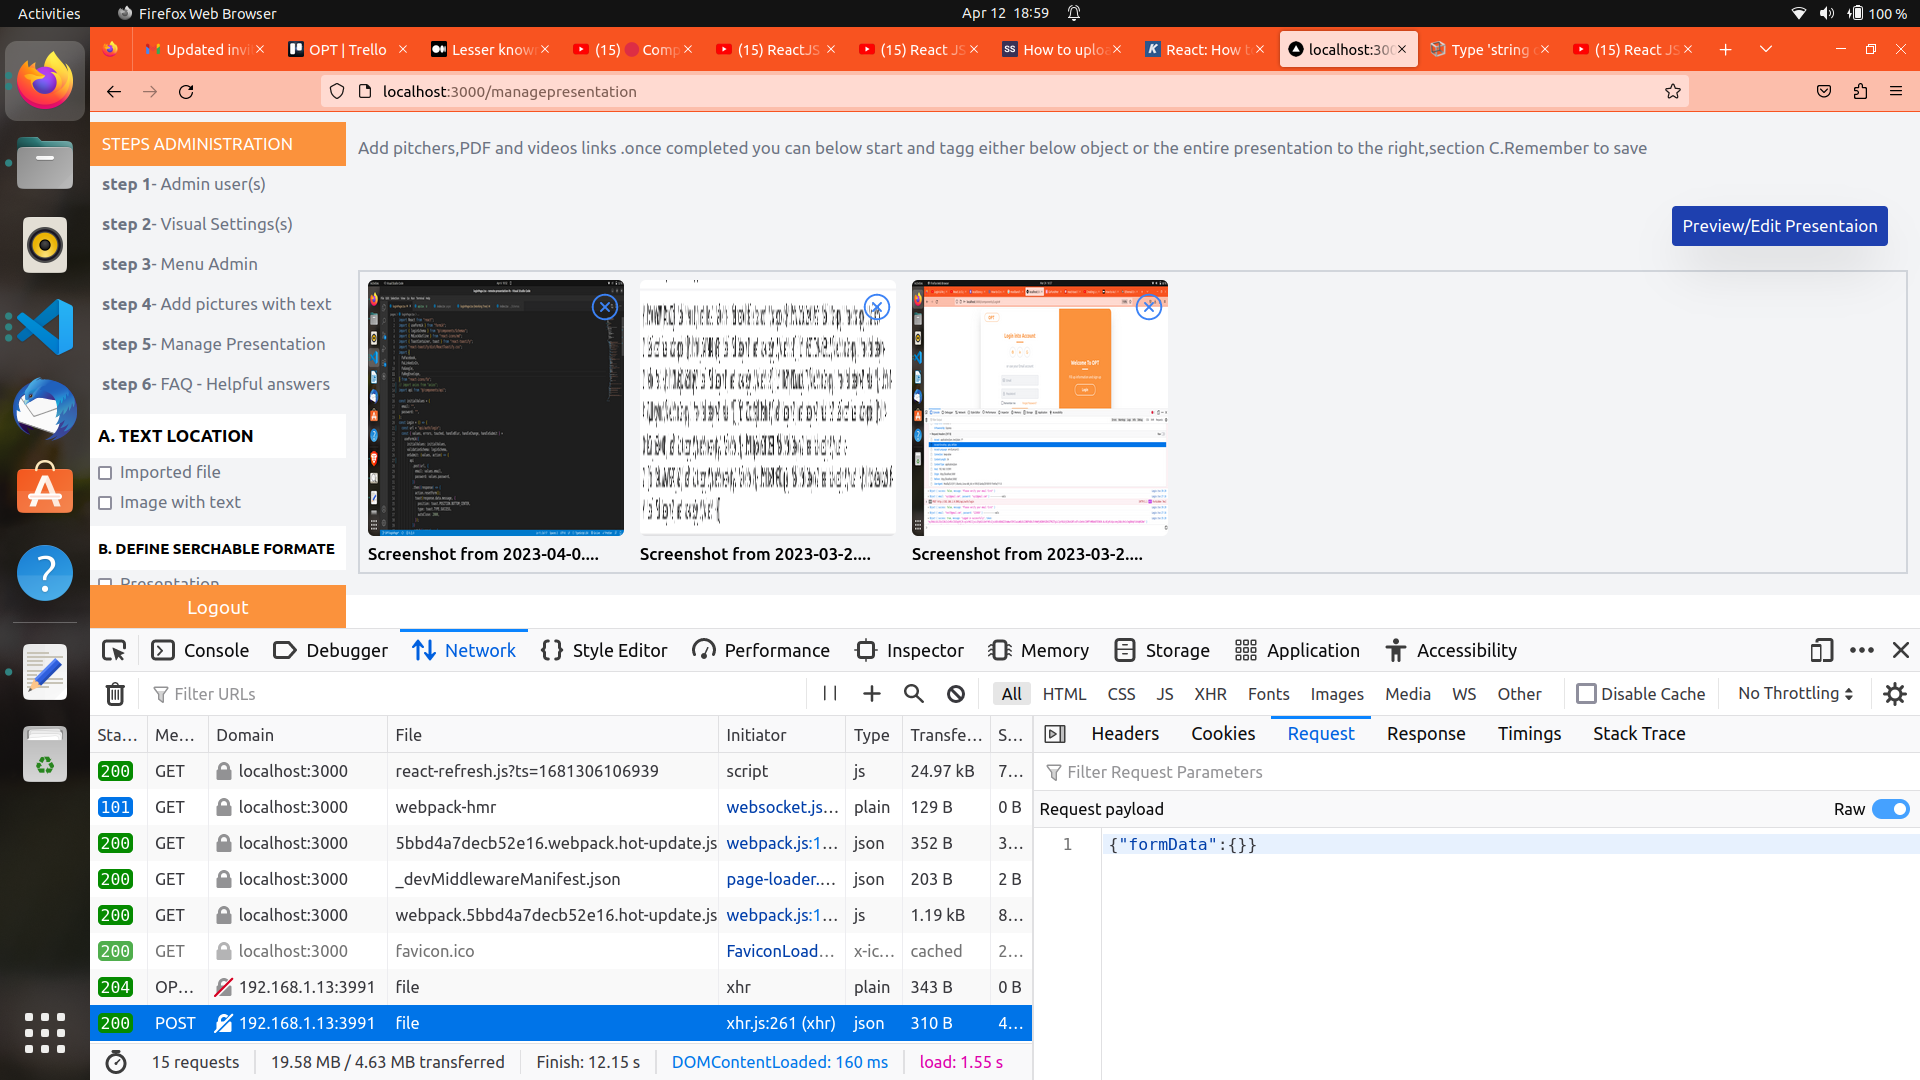 Activities
Firefox Web Browser
Apr 12 18:59
100 %
Updated invi
OPT | Trello
Lesser know
(15) Comp
(15) ReactJS
(15) React JS
How to uploa
React: How t
localhost:300
Type 'string
(15) React JS
localhost:3000/managepresentation
STEPS ADMINISTRATION
step 1- Admin user(s)
step 2- Visual Settings(s)
step 3- Menu Admin
step 4- Add pictures with text
step 5- Manage Presentation
step 6- FAQ - Helpful answers
A. TEXT LOCATION
Imported file
Image with text
B. DEFINE SERCHABLE FORMATE
Presentation
Logout
Add pitchers,PDF and videos links .once completed you can below start and tagg either below object or the entire presentation to the right,section C.Remember to save
Preview/Edit Presentaion
Screenshot from 2023-04-0....
Screenshot from 2023-03-2....
Screenshot from 2023-03-2....
Console
Debugger
Network
Style Editor
Performance
Inspector
Memory
Storage
Application
Accessibility
Filter URLs
All HTML CSS JS XHR Fonts Images Media WS Other
Disable Cache
No Throttling
Sta... Me... Domain File Initiator Type Transfe... S...
200 GET localhost:3000 react-refresh.js?ts=1681306106939 script js 24.97 kB 7...
101 GET localhost:3000 webpack-hmr websocket.js... plain 129 B 0 B
200 GET localhost:3000 5bbd4a7decb52e16.webpack.hot-update.js webpack.js:1... json 352 B 3...
200 GET localhost:3000 _devMiddlewareManifest.json page-loader.... json 203 B 2 B
200 GET localhost:3000 webpack.5bbd4a7decb52e16.hot-update.js webpack.js:1... js 1.19 kB 8...
200 GET localhost:3000 favicon.ico FaviconLoad... x-ic... cached 2...
204 OP... 192.168.1.13:3991 file xhr plain 343 B 0 B
200 POST 192.168.1.13:3991 file xhr.js:261 (xhr) json 310 B 4...
15 requests
19.58 MB / 4.63 MB transferred
Finish: 12.15 s
DOMContentLoaded: 160 ms
load: 1.55 s
Headers
Cookies
Request
Response
Timings
Stack Trace
Filter Request Parameters
Request payload
Raw
1 {"formData":{}}